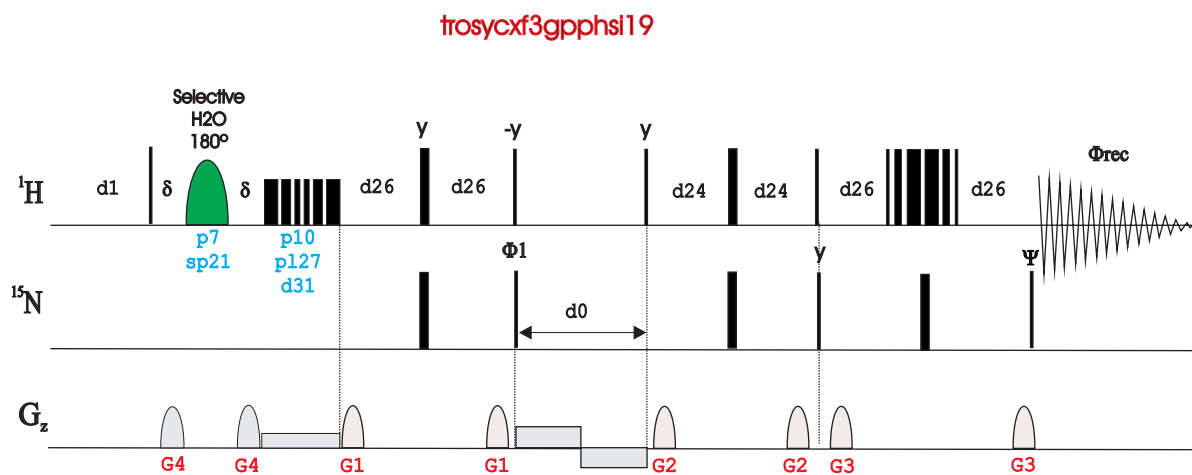 trosycxf3gpphsi19
Selective
H2O
180º
y
-y
y
Φrec
¹H
d1
δ
δ
d26
d26
d24
d24
d26
d26
p7
sp21
p10
pl27
d31
Φ1
y
Ψ
¹⁵N
d0
Gz
G4
G4
G1
G1
G2
G2
G3
G3